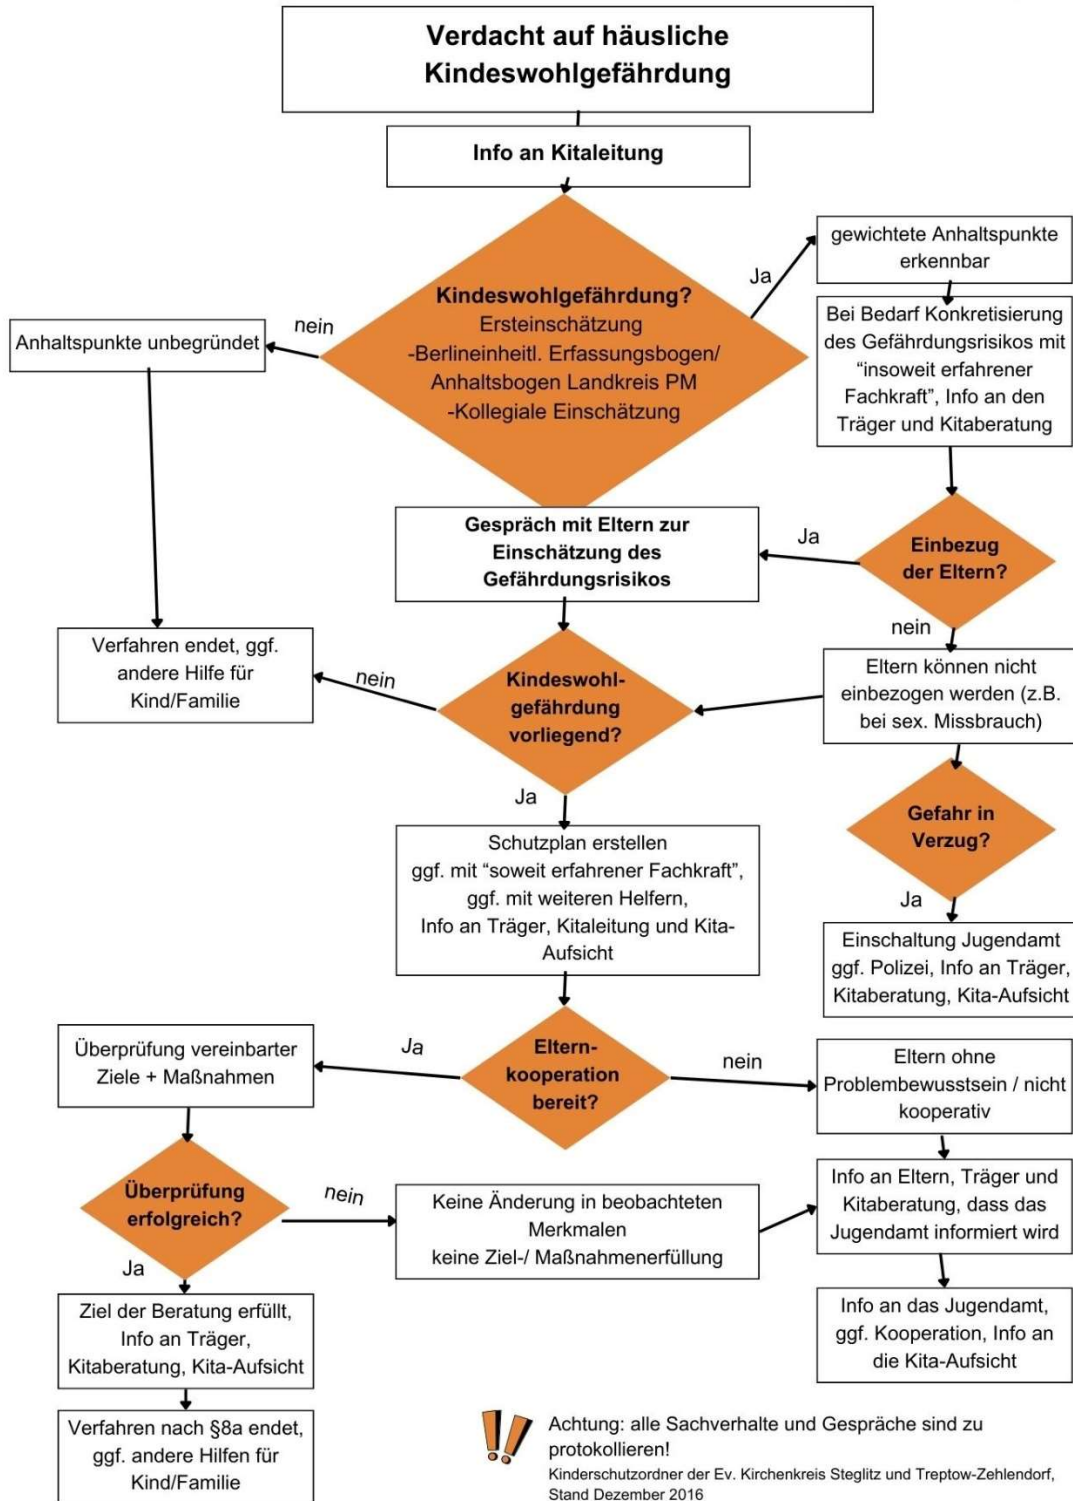 Verdacht auf häusliche
Kindeswohlgefährdung
Info an Kitaleitung
Kindeswohlgefährdung?
Ersteinschätzung
-Berlineinheitl. Erfassungsbogen/
Anhaltsbogen Landkreis PM
-Kollegiale Einschätzung
Ja
gewichtete Anhaltspunkte
erkennbar
nein
Anhaltspunkte unbegründet
Bei Bedarf Konkretisierung
des Gefährdungsrisikos mit
“insoweit erfahrener
Fachkraft”, Info an den
Träger und Kitaberatung
Einbezug
der Eltern?
Ja
Gespräch mit Eltern zur
Einschätzung des
Gefährdungsrisikos
nein
Eltern können nicht
einbezogen werden (z.B.
bei sex. Missbrauch)
Kindeswohl-
gefährdung
vorliegend?
nein
Verfahren endet, ggf.
andere Hilfe für
Kind/Familie
Gefahr in
Verzug?
Ja
Einschaltung Jugendamt
ggf. Polizei, Info an Träger,
Kitaberatung, Kita-Aufsicht
Ja
Schutzplan erstellen
ggf. mit “soweit erfahrener Fachkraft”,
ggf. mit weiteren Helfern,
Info an Träger, Kitaleitung und Kita-
Aufsicht
Eltern-
kooperation
bereit?
Ja
Überprüfung vereinbarter
Ziele + Maßnahmen
nein
Eltern ohne
Problembewusstsein / nicht
kooperativ
Überprüfung
erfolgreich?
nein
Keine Änderung in beobachteten
Merkmalen
keine Ziel-/ Maßnahmenerfüllung
Info an Eltern, Träger und
Kitaberatung, dass das
Jugendamt informiert wird
Ja
Ziel der Beratung erfüllt,
Info an Träger,
Kitaberatung, Kita-Aufsicht
Info an das Jugendamt,
ggf. Kooperation, Info an
die Kita-Aufsicht
Verfahren nach §8a endet,
ggf. andere Hilfen für
Kind/Familie
!!
Achtung: alle Sachverhalte und Gespräche sind zu
protokollieren!
Kinderschutzordner der Ev. Kirchenkreis Steglitz und Treptow-Zehlendorf,
Stand Dezember 2016